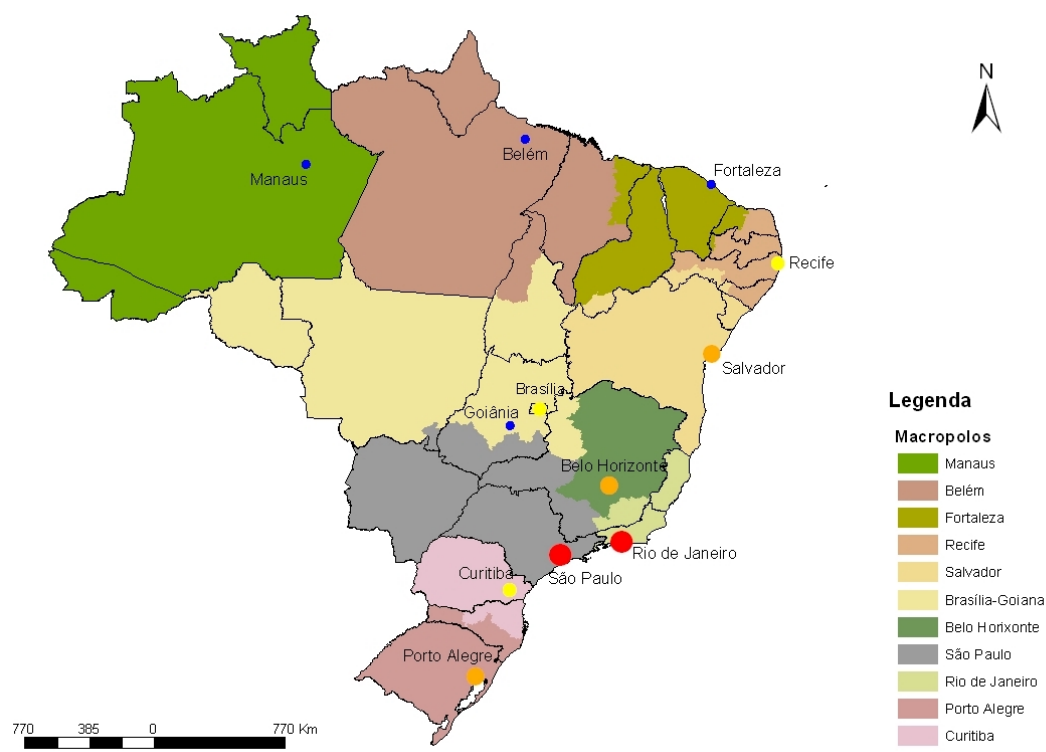 N
Belém
Manaus
Fortaleza
Recife
Salvador
Brasília
Goiânia
Belo Horizonte
Rio de Janeiro
São Paulo
Curitiba
Porto Alegre
770 385 0 770 Km
Legenda
Macropolos
Manaus
Belém
Fortaleza
Recife
Salvador
Brasília-Goiana
Belo Horixonte
São Paulo
Rio de Janeiro
Porto Alegre
Curitiba